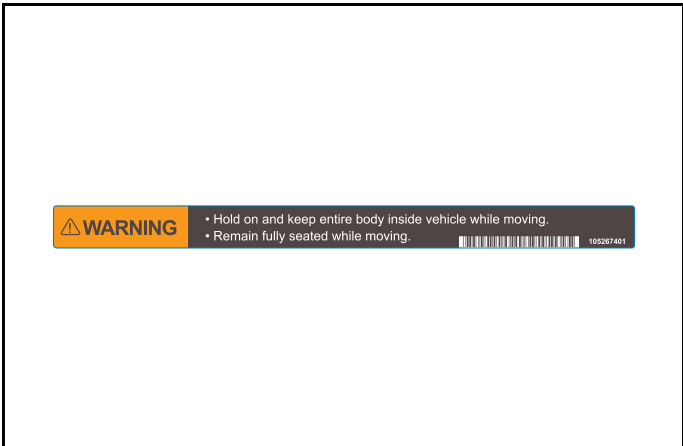 WARNING
• Hold on and keep entire body inside vehicle while moving.
• Remain fully seated while moving.
105267401